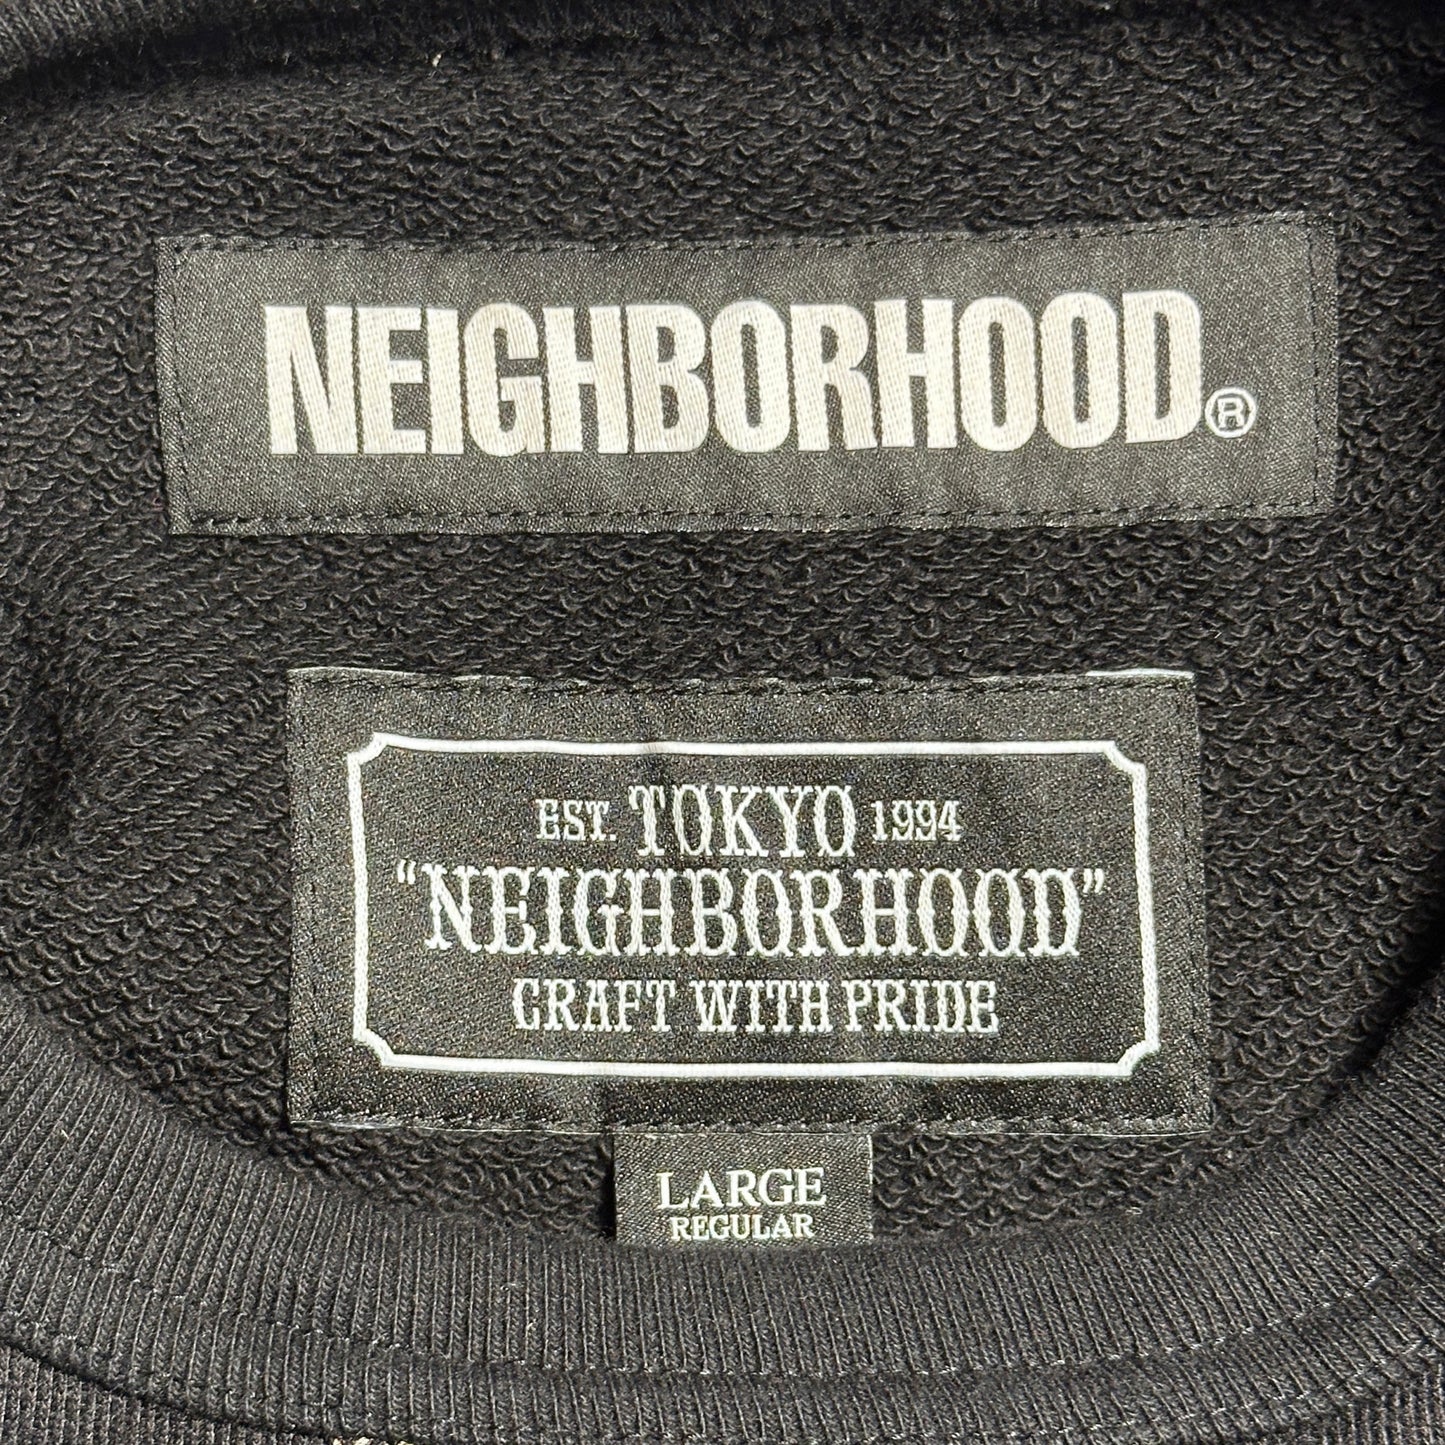 NEIGHBORHOOD®
EST. TOKYO 1994
“NEIGHBORHOOD”
CRAFT WITH PRIDE
LARGE
REGULAR